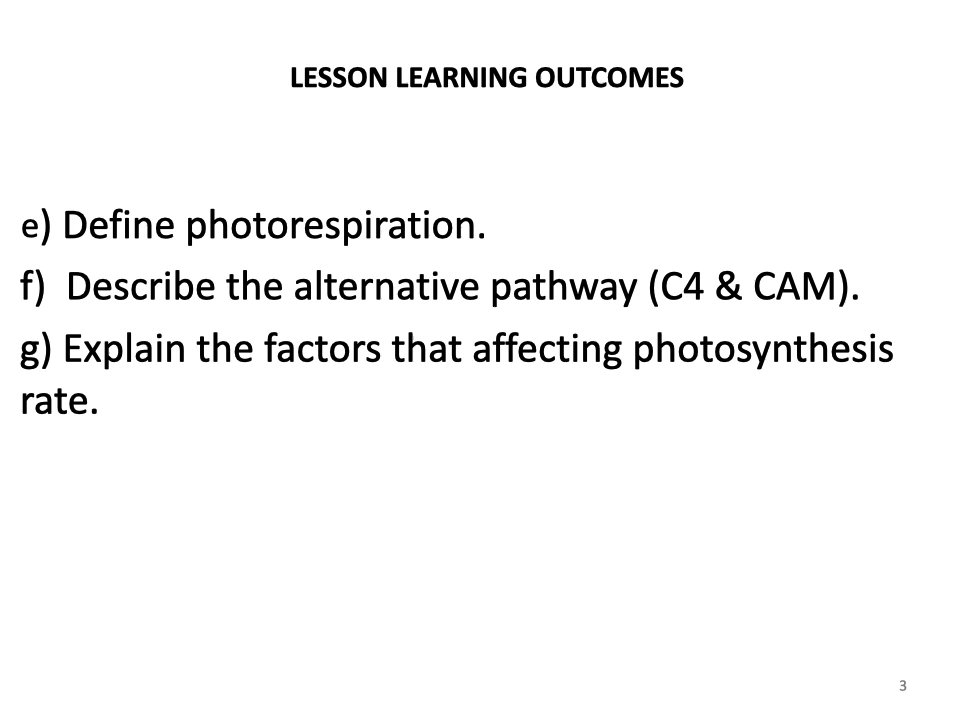 LESSON LEARNING OUTCOMES
e) Define photorespiration.
f)  Describe the alternative pathway (C4 & CAM).
g) Explain the factors that affecting photosynthesis
rate.
3